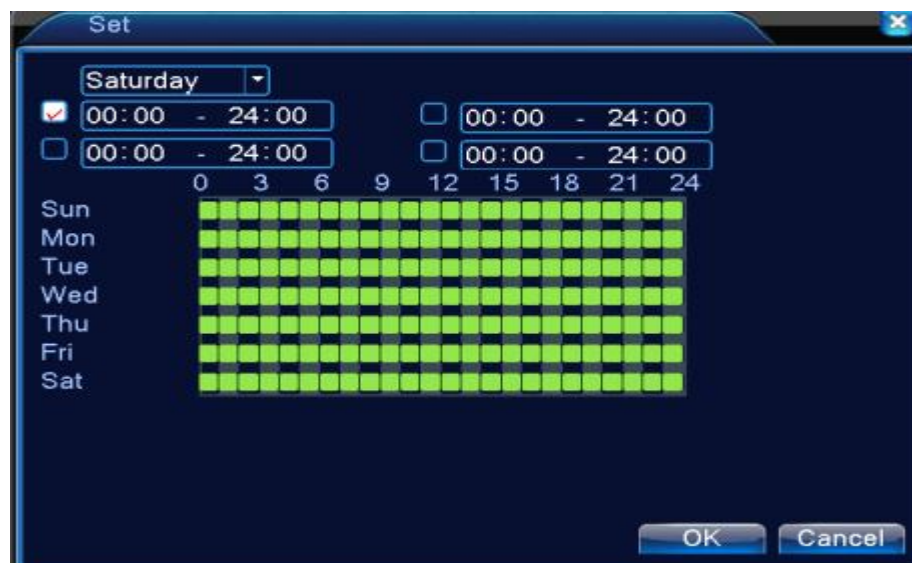 Set
Saturday
00:00 - 24:00 00:00 - 24:00
00:00 - 24:00 00:00 - 24:00
0 3 6 9 12 15 18 21 24
Sun
Mon
Tue
Wed
Thu
Fri
Sat
OK Cancel